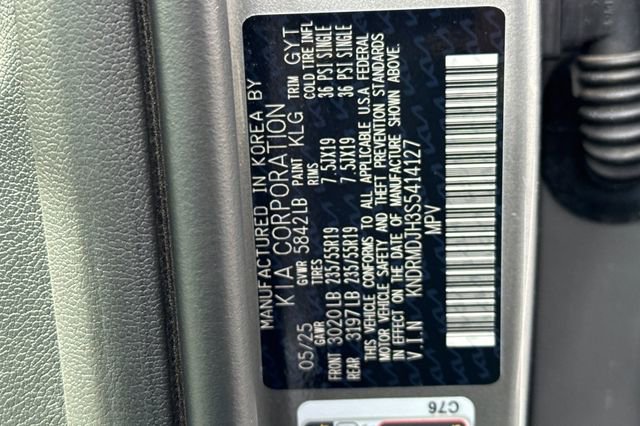 MANUFACTURED IN KOREA BY
KIA CORPORATION
05/25 GVWR 5842LB PAINT KLG TRIM GYT
GAWR TIRES RIMS COLD TIRE INFL
FRONT 3020LB 235/55R19 7.5JX19 36 PSI SINGLE
REAR 3197LB 235/55R19 7.5JX19 36 PSI SINGLE
THIS VEHICLE CONFORMS TO ALL APPLICABLE U.S.A FEDERAL
MOTOR VEHICLE SAFETY AND THEFT PREVENTION STANDARDS
IN EFFECT ON THE DATE OF MANUFACTURE SHOWN ABOVE.
V.I.N KNDRMDJH3S5414127
MPV
C76